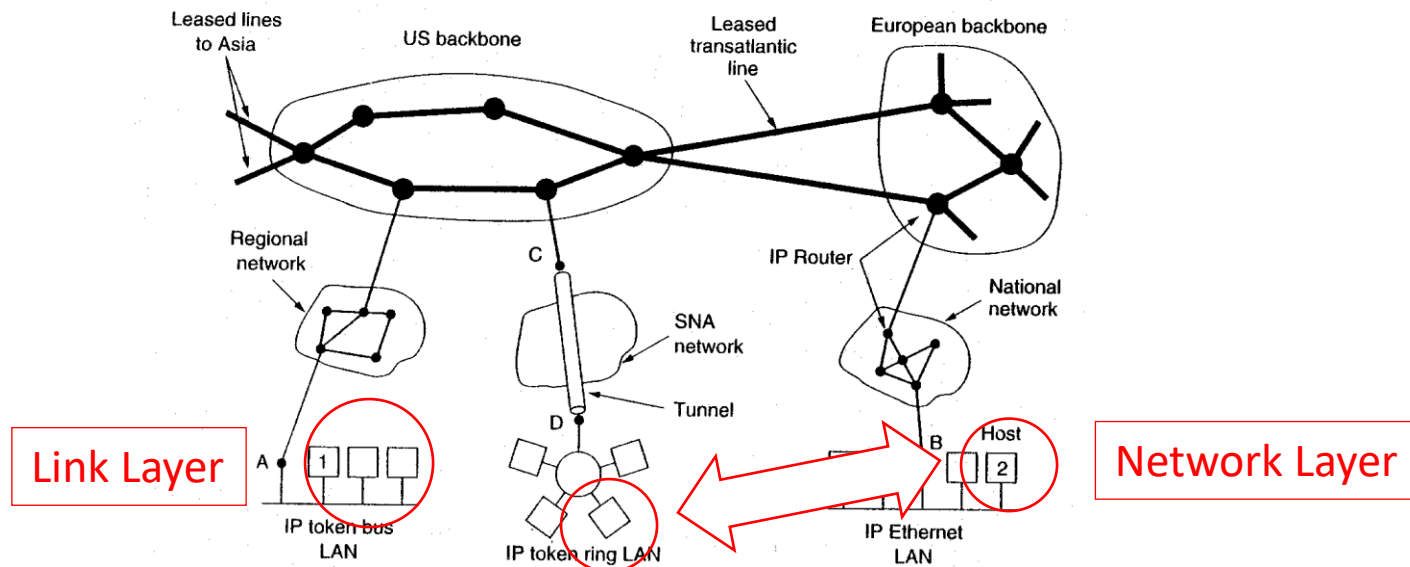 Leased lines
to Asia
US backbone
Leased
transatlantic
line
European backbone
Regional
network
C
IP Router
National
network
SNA
network
Tunnel
D
Link Layer
A
1
B
Host
2
Network Layer
IP token bus
LAN
IP token ring LAN
IP Ethernet
LAN